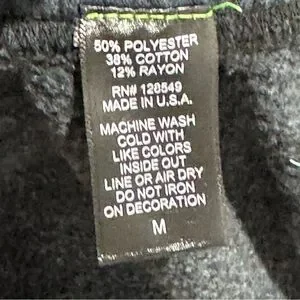 50% POLYESTER
38% COTTON
12% RAYON
RN# 128549
MADE IN U.S.A.
MACHINE WASH
COLD WITH
LIKE COLORS
INSIDE OUT
LINE OR AIR DRY
DO NOT IRON
ON DECORATION
M